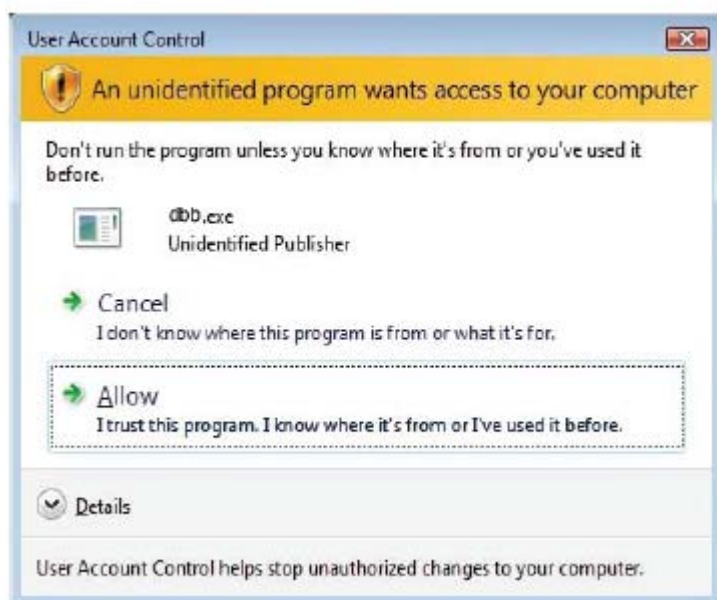 User Account Control
An unidentified program wants access to your computer
Don't run the program unless you know where it's from or you've used it
before.
dbb.exe
Unidentified Publisher
Cancel
I don't know where this program is from or what it's for.
Allow
I trust this program. I know where it's from or I've used it before.
Details
User Account Control helps stop unauthorized changes to your computer.